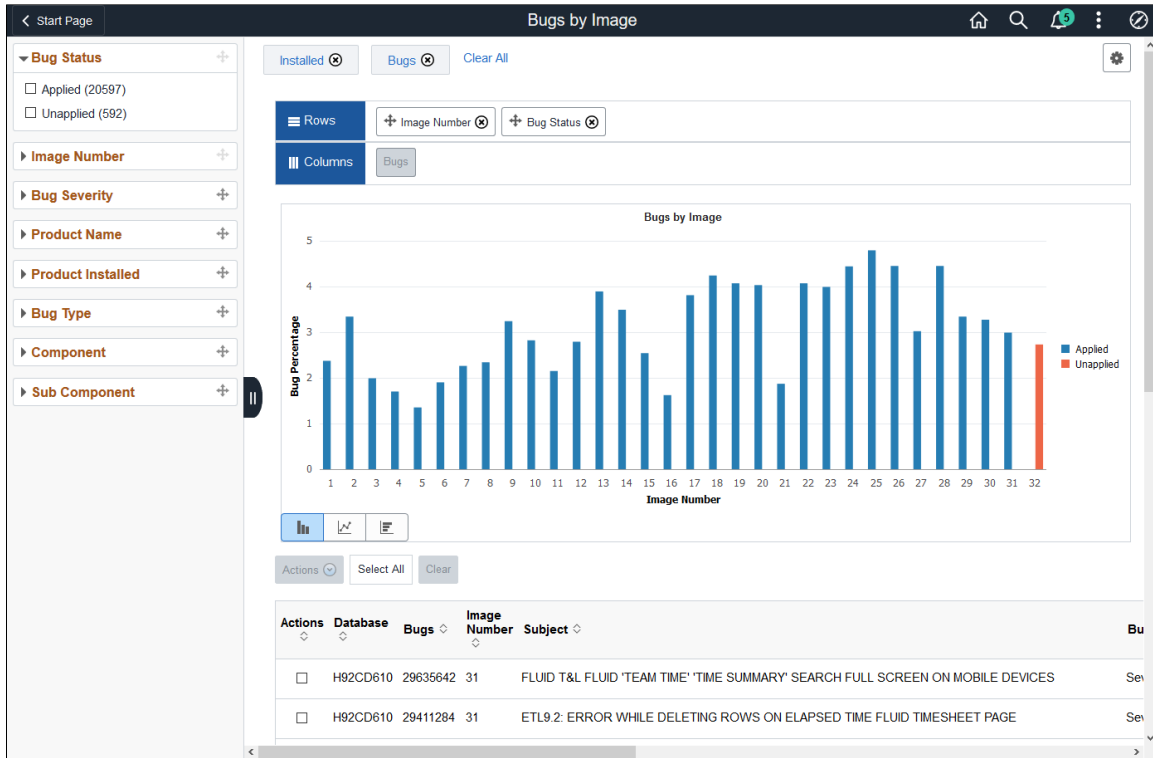 Start Page
Bugs by Image
5
Bug Status
Applied (20597)
Unapplied (592)
Image Number
Bug Severity
Product Name
Product Installed
Bug Type
Component
Sub Component
Installed Bugs Clear All
Rows Image Number Bug Status
Columns Bugs
Bugs by Image
5
4
3
2
1
0
Bug Percentage
1 2 3 4 5 6 7 8 9 10 11 12 13 14 15 16 17 18 19 20 21 22 23 24 25 26 27 28 29 30 31 32
Image Number
Applied
Unapplied
Actions Select All Clear
Actions Database Bugs Image Number Subject Bu
H92CD610 29635642 31 FLUID T&L FLUID 'TEAM TIME' 'TIME SUMMARY' SEARCH FULL SCREEN ON MOBILE DEVICES Sev
H92CD610 29411284 31 ETL9.2: ERROR WHILE DELETING ROWS ON ELAPSED TIME FLUID TIMESHEET PAGE Sev